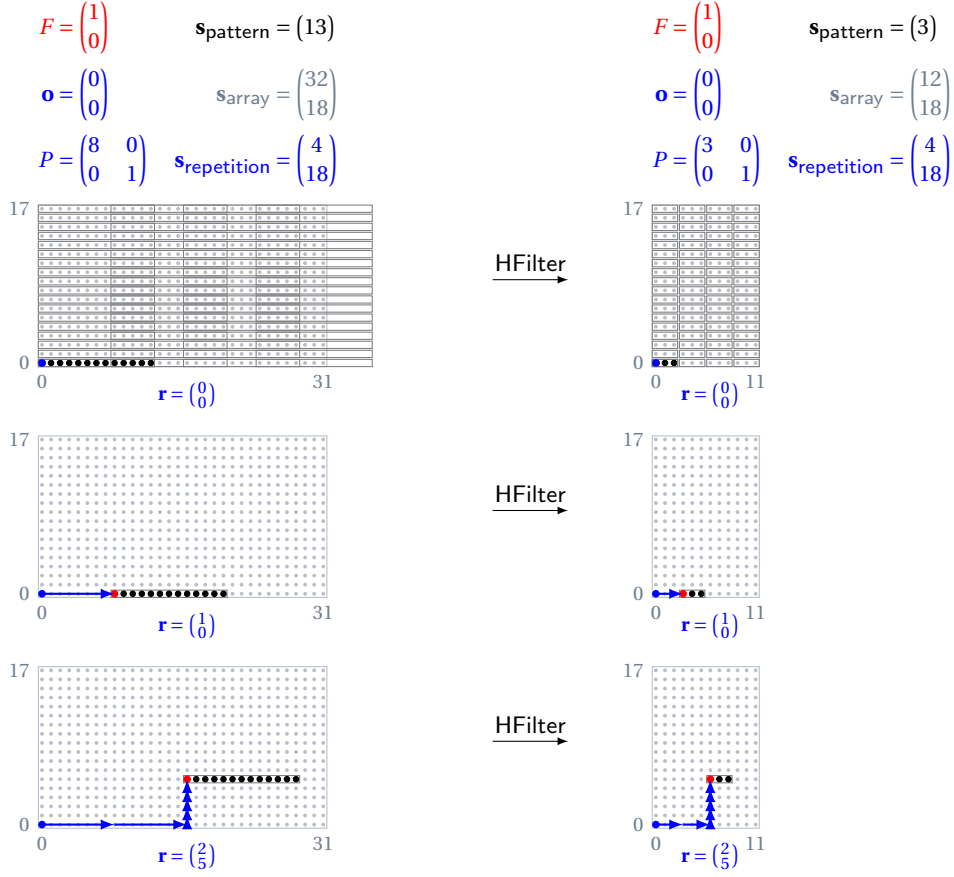 F = (1 0) s_pattern = (13) F = (1 0) s_pattern = (3)
o = (0 0) s_array = (32 18) o = (0 0) s_array = (12 18)
P = (8 0 0 1) s_repetition = (4 18) P = (3 0 0 1) s_repetition = (4 18)
17 17
HFilter
0 0
0 31 0 11
r = (0 0) r = (0 0)
17 17
HFilter
0 0
0 31 0 11
r = (1 0) r = (1 0)
17 17
HFilter
0 0
0 31 0 11
r = (2 5) r = (2 5)